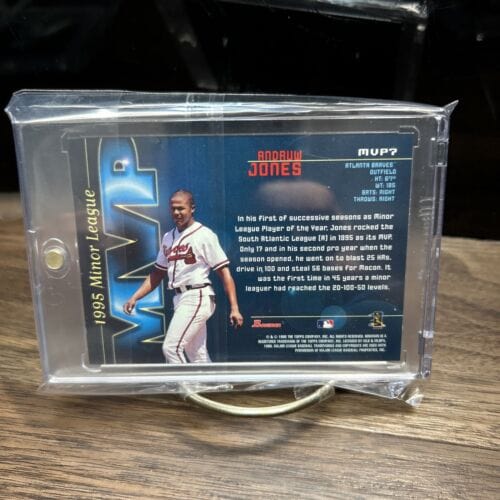 1995 Minor League
MVP
ANDRUW
JONES
MVP?
ATLANTA BRAVES
OUTFIELD
HT: 6'1"
WT: 185
BATS: RIGHT
THROWS: RIGHT
In his first of successive seasons as Minor
League Player of the Year, Jones rocked the
South Atlantic League (A) in 1995 as its MVP.
Only 17 and in his second pro year when the
season opened, he went on to blast 25 HRs,
drive in 100 and steal 56 bases for Macon. It
was the first time in 45 years a minor
leaguer had reached the 20-100-50 levels.
Bowman